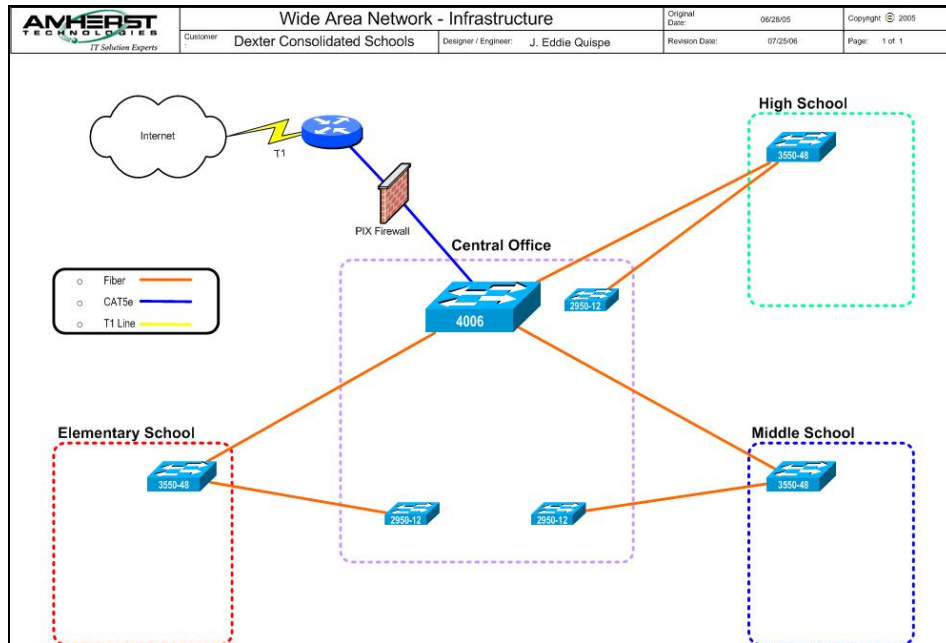 AMHERST
TECHNOLOGIES
IT Solution Experts
Wide Area Network - Infrastructure
Customer
:
Dexter Consolidated Schools
Designer / Engineer: J. Eddie Quispe
Original
Date:
06/28/05
Revision Date: 07/25/06
Copyright © 2005
Page: 1 of 1
Internet
T1
PIX Firewall
High School
3550-48
Central Office
4006
2950-12
Fiber
CAT5e
T1 Line
Elementary School
3550-48
2950-12
2950-12
Middle School
3550-48